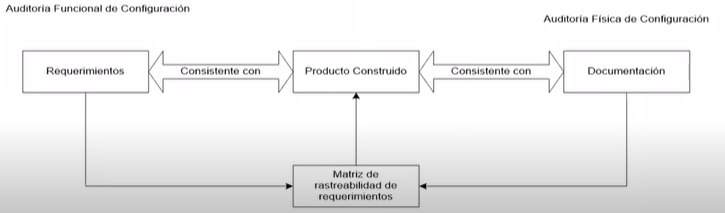 Auditoría Funcional de Configuración
Auditoría Física de Configuración
Requerimientos
Consistente con
Producto Construido
Consistente con
Documentación
Matriz de
rastreabilidad de
requerimientos